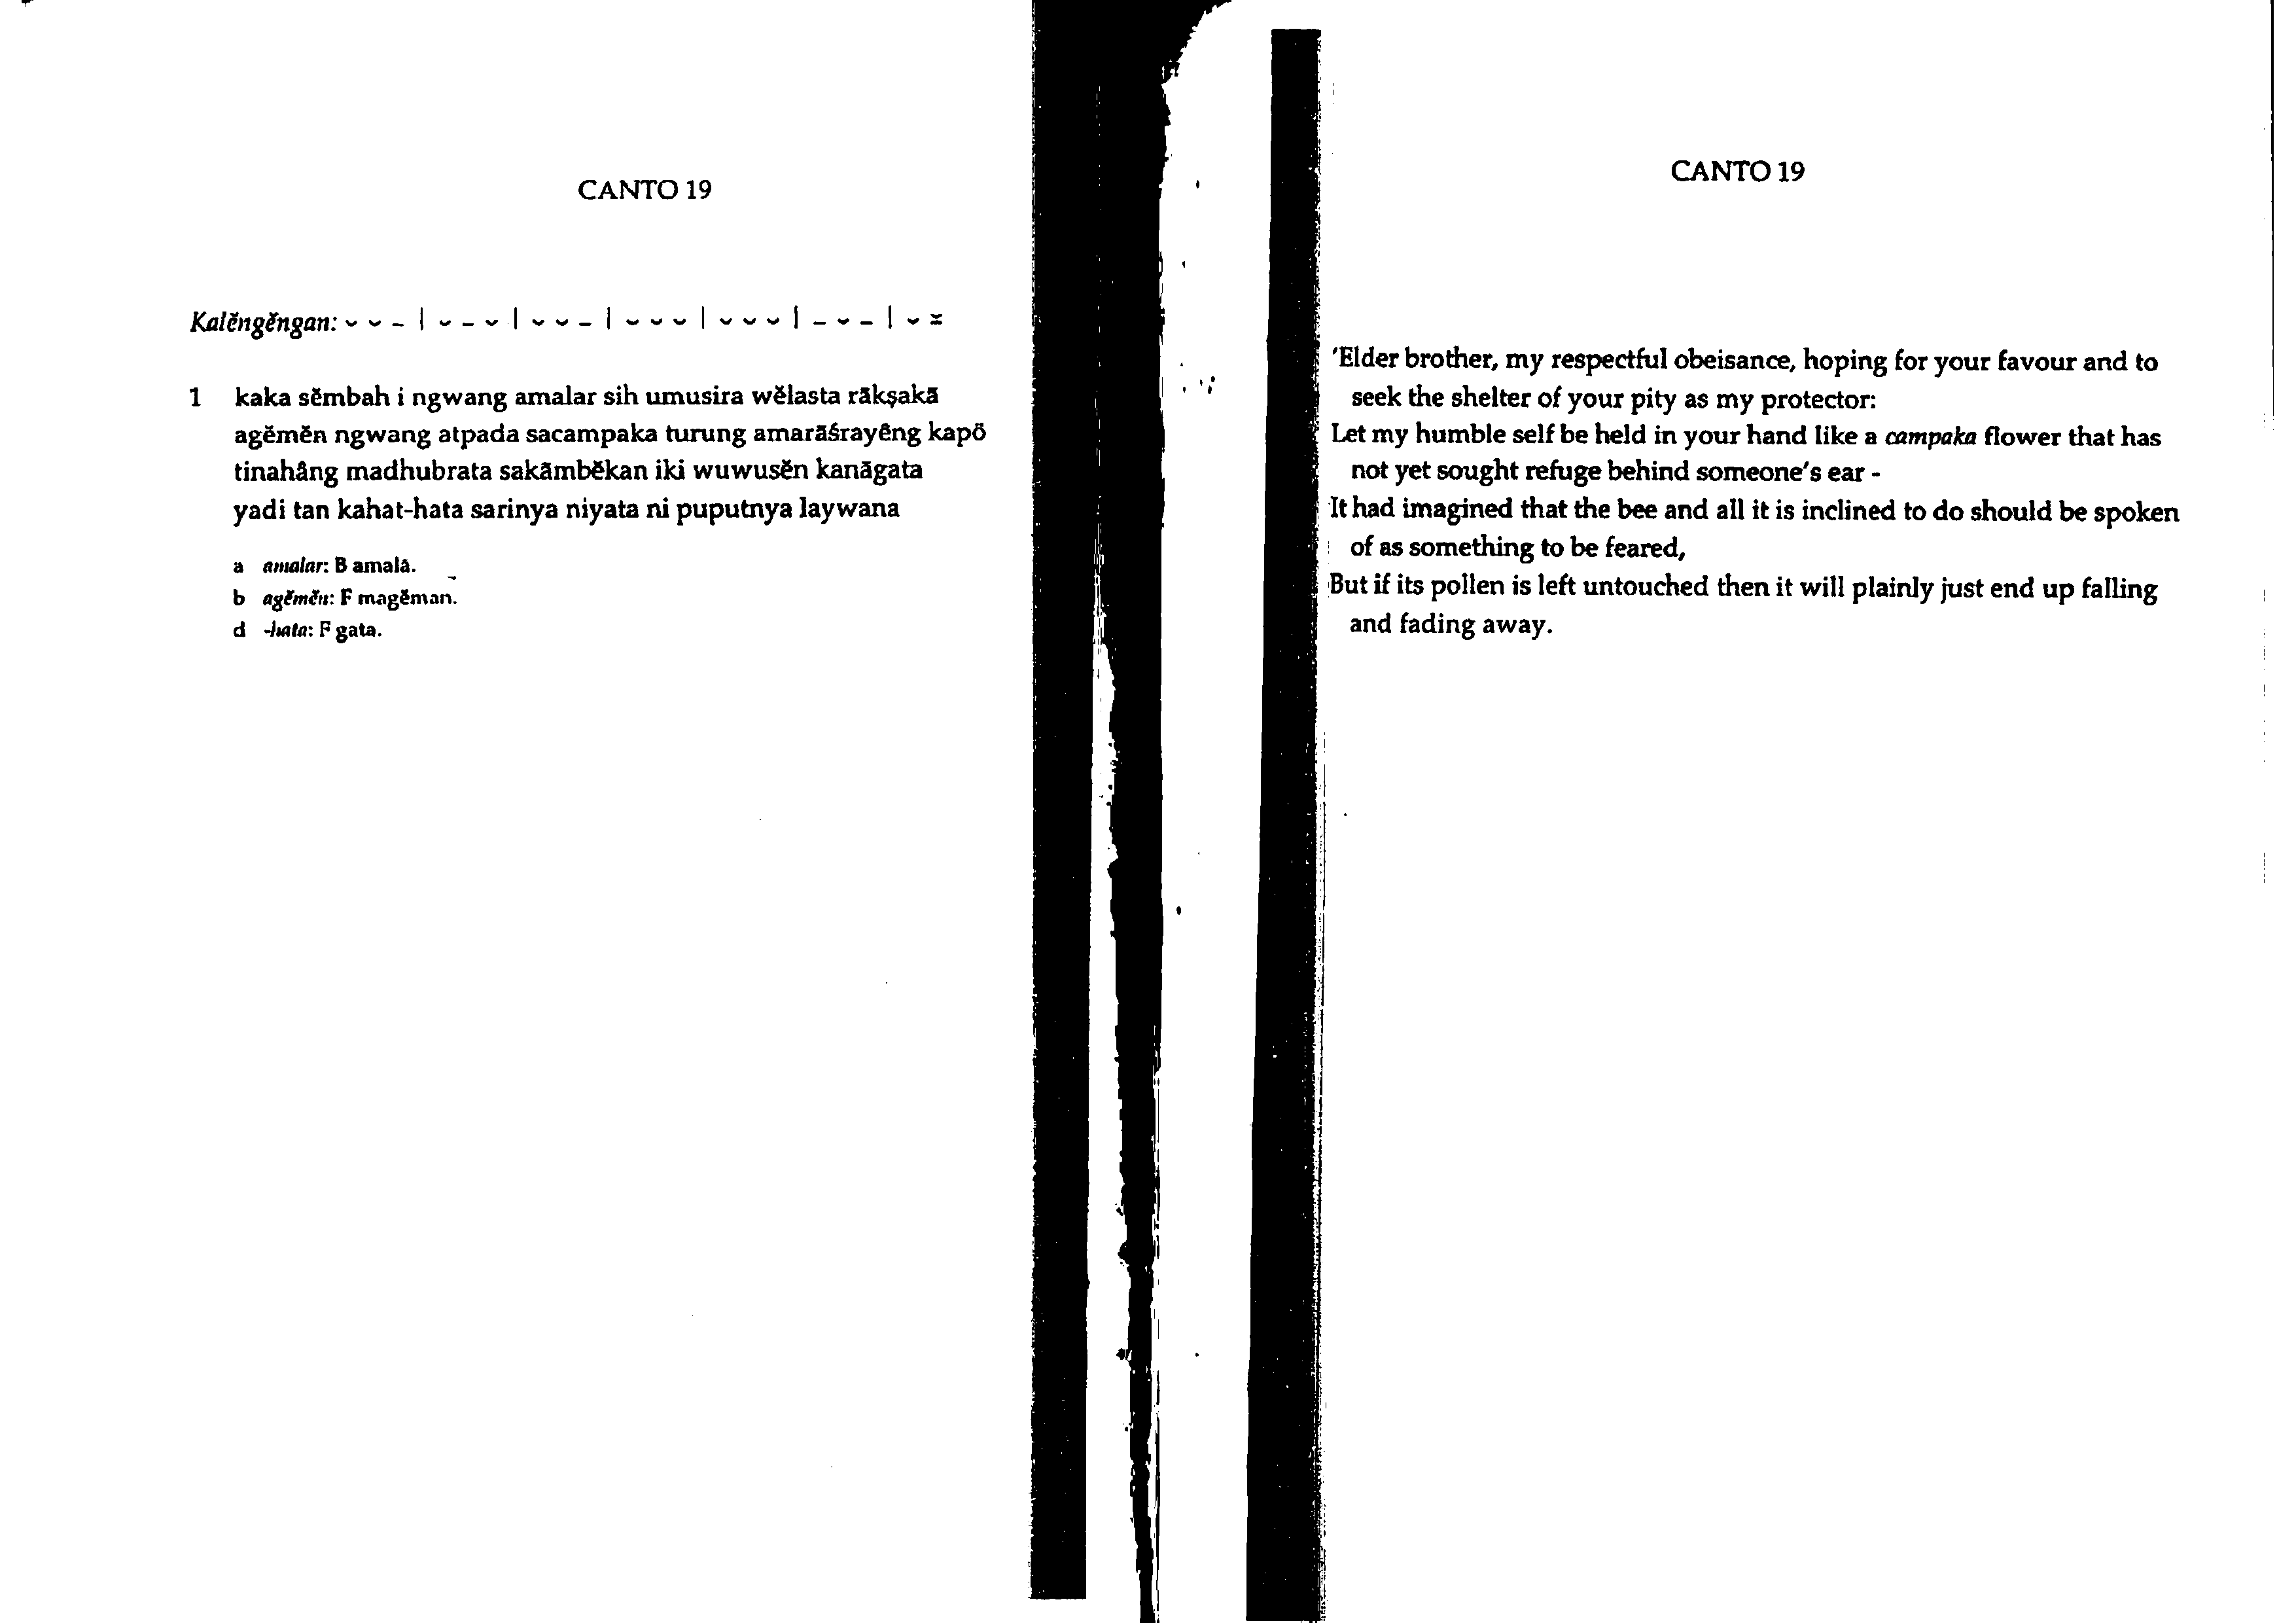 CANTO 19
Kalĕngĕngan: ⏑ ⏑ – | ⏑ – ⏑ | ⏑ ⏑ – | ⏑ ⏑ ⏑ | ⏑ ⏑ ⏑ | – ⏑ – | ⏑ ⏓
1 kaka sĕmbah i ngwang amalar sih umusira wĕlasta rākṣakā
agĕmĕn ngwang atpada sacampaka turung amarāśrayêng kapö
tinahâng madhubrata sakāmbĕkan iki wuwusĕn kanāgata
yadi tan kahat-hata sarinya niyata ni puputnya laywana
a amalar: B amalā.
b agĕmĕn: F magĕman.
d -hata: F gata.
CANTO 19
'Elder brother, my respectful obeisance, hoping for your favour and to
seek the shelter of your pity as my protector:
Let my humble self be held in your hand like a campaka flower that has
not yet sought refuge behind someone's ear -
It had imagined that the bee and all it is inclined to do should be spoken
of as something to be feared,
But if its pollen is left untouched then it will plainly just end up falling
and fading away.